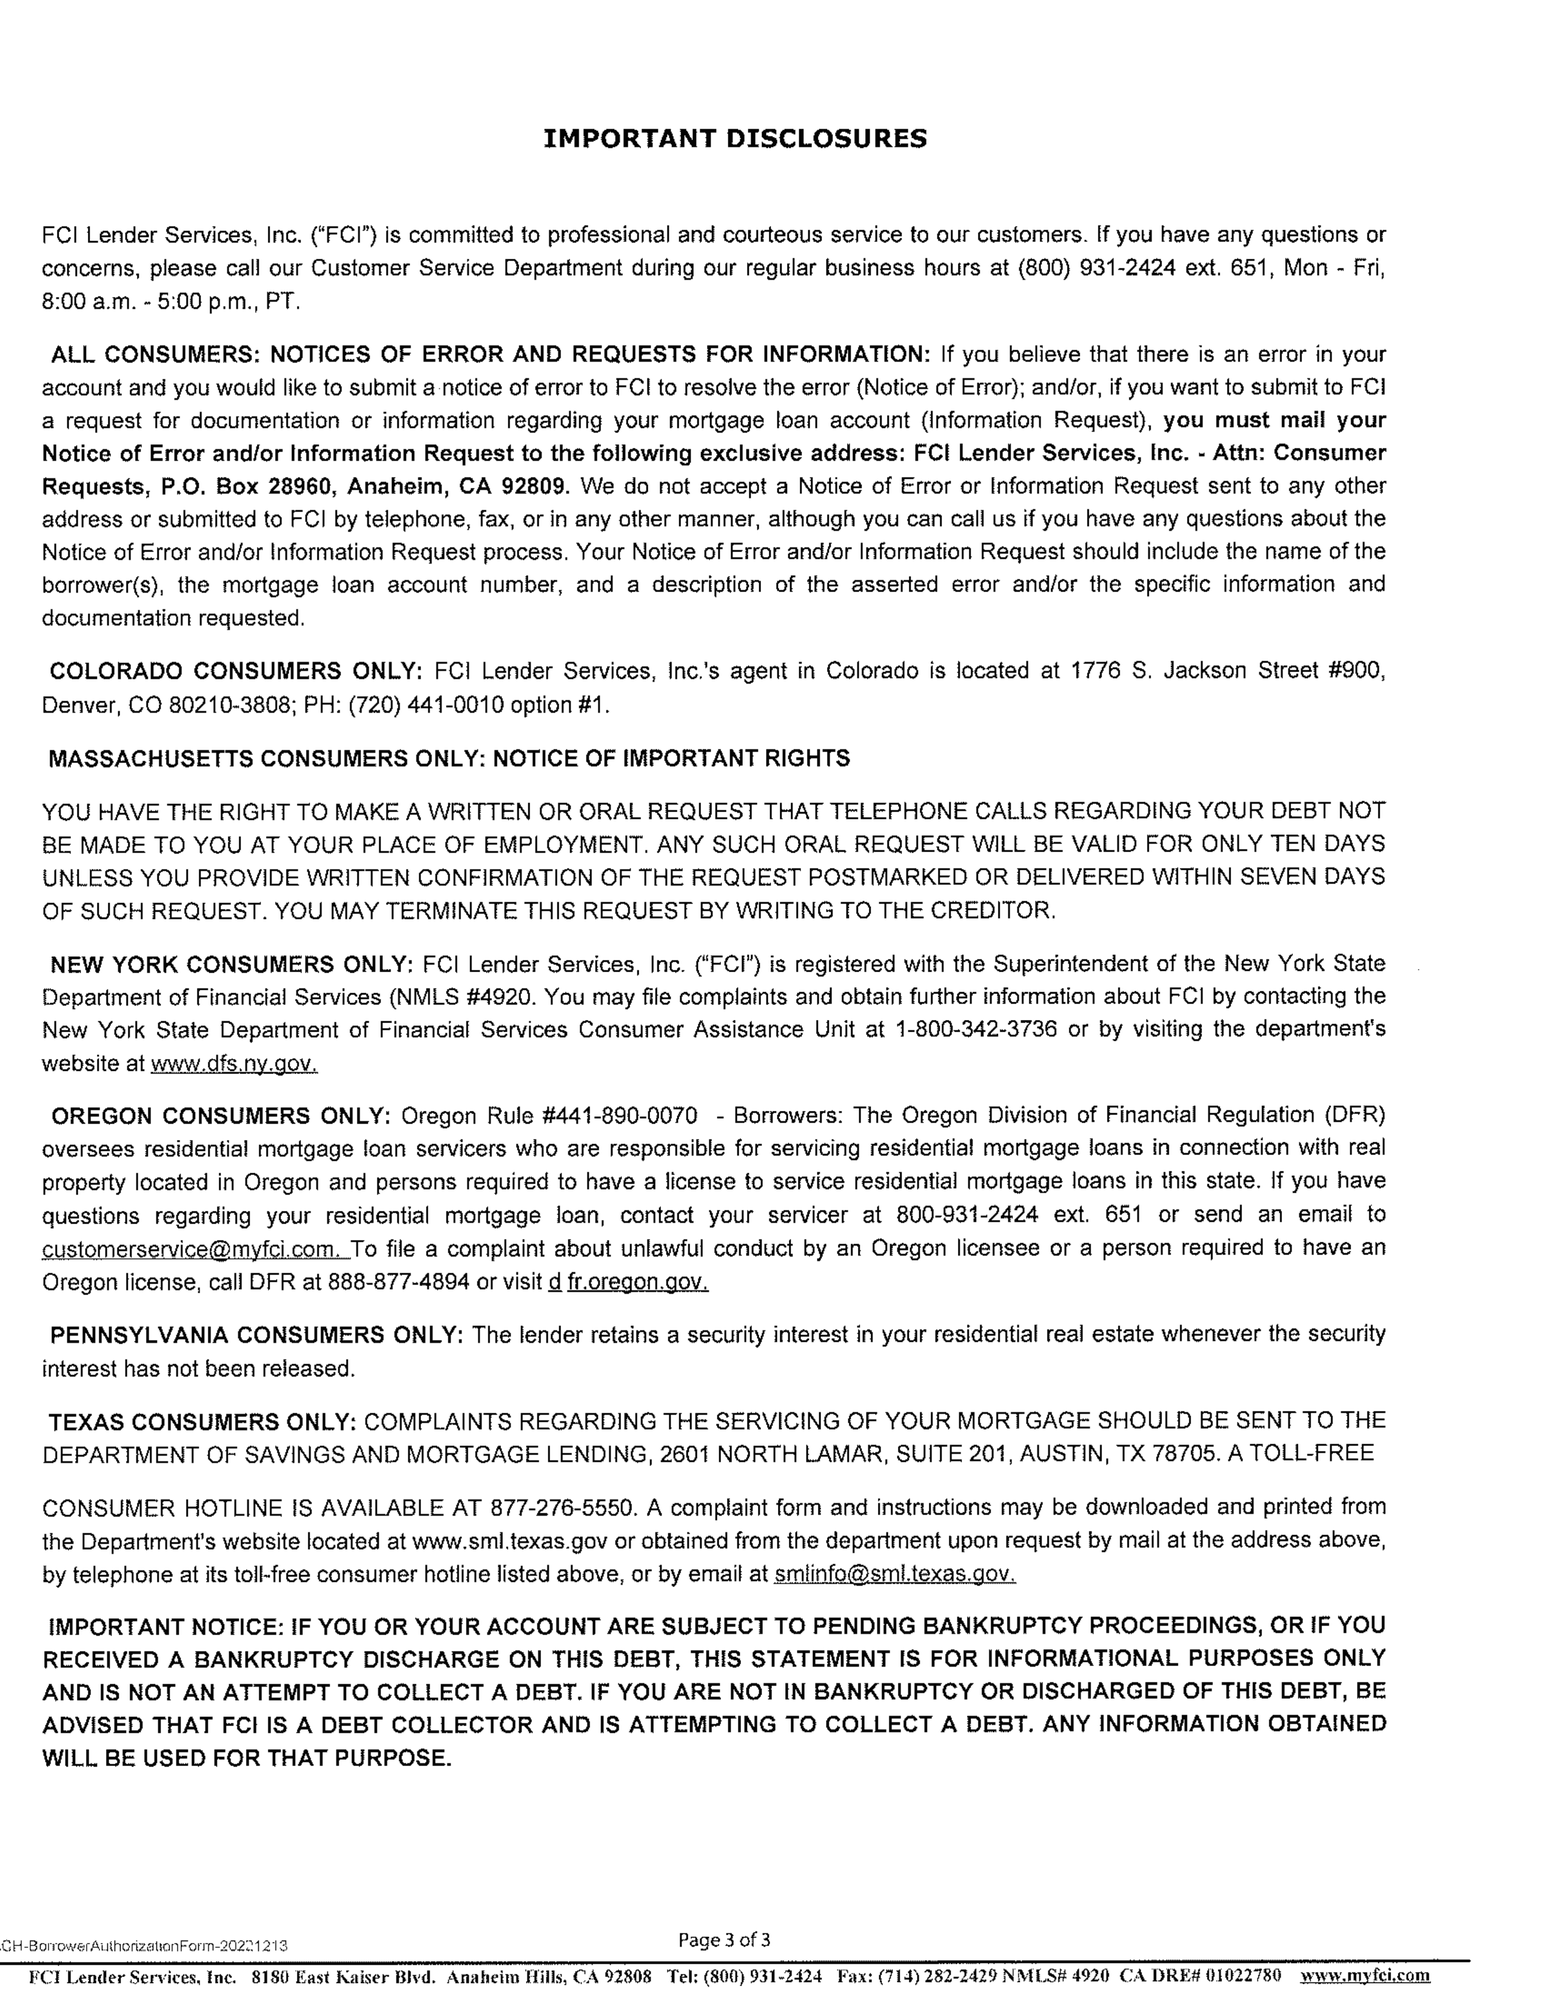 IMPORTANT DISCLOSURES
FCI Lender Services, Inc. (“FCI”) is committed to professional and courteous service to our customers. If you have any questions or
concerns, please call our Customer Service Department during our regular business hours at (800) 931-2424 ext. 651, Mon - Fri,
8:00 a.m. - 5:00 p.m., PT.
ALL CONSUMERS: NOTICES OF ERROR AND REQUESTS FOR INFORMATION: If you believe that there is an error in your
account and you would like to submit a notice of error to FCI to resolve the error (Notice of Error); and/or, if you want to submit to FCI
a request for documentation or information regarding your mortgage loan account (Information Request), you must mail your
Notice of Error and/or Information Request to the following exclusive address: FCI Lender Services, Inc. - Attn: Consumer
Requests, P.O. Box 28960, Anaheim, CA 92809. We do not accept a Notice of Error or Information Request sent to any other
address or submitted to FCI by telephone, fax, or in any other manner, although you can call us if you have any questions about the
Notice of Error and/or Information Request process. Your Notice of Error and/or Information Request should include the name of the
borrower(s), the mortgage loan account number, and a description of the asserted error and/or the specific information and
documentation requested.
COLORADO CONSUMERS ONLY: FCI Lender Services, Inc.'s agent in Colorado is located at 1776 S. Jackson Street #900,
Denver, CO 80210-3808; PH: (720) 441-0010 option #1.
MASSACHUSETTS CONSUMERS ONLY: NOTICE OF IMPORTANT RIGHTS
YOU HAVE THE RIGHT TO MAKE A WRITTEN OR ORAL REQUEST THAT TELEPHONE CALLS REGARDING YOUR DEBT NOT
BE MADE TO YOU AT YOUR PLACE OF EMPLOYMENT. ANY SUCH ORAL REQUEST WILL BE VALID FOR ONLY TEN DAYS
UNLESS YOU PROVIDE WRITTEN CONFIRMATION OF THE REQUEST POSTMARKED OR DELIVERED WITHIN SEVEN DAYS
OF SUCH REQUEST. YOU MAY TERMINATE THIS REQUEST BY WRITING TO THE CREDITOR.
NEW YORK CONSUMERS ONLY: FCI Lender Services, Inc. (“FCI”) is registered with the Superintendent of the New York State
Department of Financial Services (NMLS #4920. You may file complaints and obtain further information about FCI by contacting the
New York State Department of Financial Services Consumer Assistance Unit at 1-800-342-3736 or by visiting the department's
website at www.dfs.ny.gov.
OREGON CONSUMERS ONLY: Oregon Rule #441-890-0070 - Borrowers: The Oregon Division of Financial Regulation (DFR)
oversees residential mortgage loan servicers who are responsible for servicing residential mortgage loans in connection with real
property located in Oregon and persons required to have a license to service residential mortgage loans in this state. If you have
questions regarding your residential mortgage loan, contact your servicer at 800-931-2424 ext. 651 or send an email to
customerservice@myfci.com. To file a complaint about unlawful conduct by an Oregon licensee or a person required to have an
Oregon license, call DFR at 888-877-4894 or visit d fr.oregon.gov.
PENNSYLVANIA CONSUMERS ONLY: The lender retains a security interest in your residential real estate whenever the security
interest has not been released.
TEXAS CONSUMERS ONLY: COMPLAINTS REGARDING THE SERVICING OF YOUR MORTGAGE SHOULD BE SENT TO THE
DEPARTMENT OF SAVINGS AND MORTGAGE LENDING, 2601 NORTH LAMAR, SUITE 201, AUSTIN, TX 78705. A TOLL-FREE
CONSUMER HOTLINE IS AVAILABLE AT 877-276-5550. A complaint form and instructions may be downloaded and printed from
the Department's website located at www.sml.texas.gov or obtained from the department upon request by mail at the address above,
by telephone at its toll-free consumer hotline listed above, or by email at smlinfo@sml.texas.gov.
IMPORTANT NOTICE: IF YOU OR YOUR ACCOUNT ARE SUBJECT TO PENDING BANKRUPTCY PROCEEDINGS, OR IF YOU
RECEIVED A BANKRUPTCY DISCHARGE ON THIS DEBT, THIS STATEMENT IS FOR INFORMATIONAL PURPOSES ONLY
AND IS NOT AN ATTEMPT TO COLLECT A DEBT. IF YOU ARE NOT IN BANKRUPTCY OR DISCHARGED OF THIS DEBT, BE
ADVISED THAT FCI IS A DEBT COLLECTOR AND IS ATTEMPTING TO COLLECT A DEBT. ANY INFORMATION OBTAINED
WILL BE USED FOR THAT PURPOSE.
Page 3 of 3
CH-BorrowerAuthorizationForm-20221213
FCI Lender Services, Inc. 8180 East Kaiser Blvd. Anaheim Hills, CA 92808 Tel: (800) 931-2424 Fax: (714) 282-2429 NMLS# 4920 CA DRE# 01022780 www.myfci.com